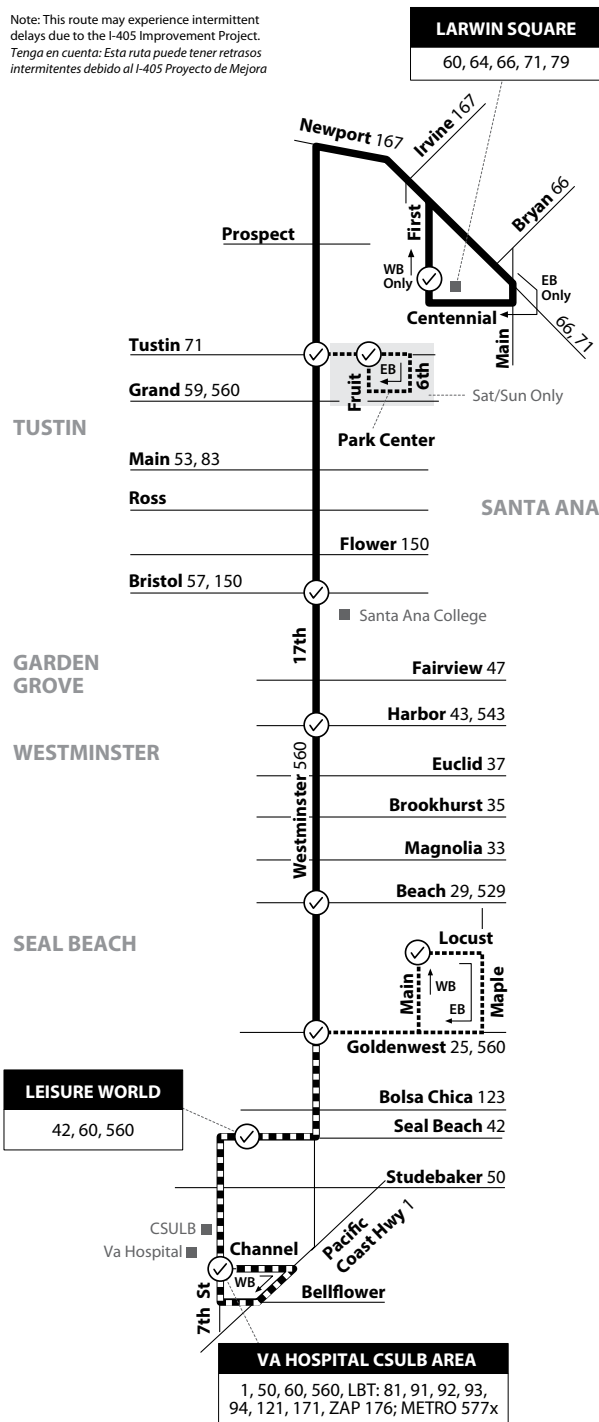 Note: This route may experience intermittent
delays due to the I-405 Improvement Project.
Tenga en cuenta: Esta ruta puede tener retrasos
intermitentes debido al I-405 Proyecto de Mejora
LARWIN SQUARE
60, 64, 66, 71, 79
Newport 167
Irvine 167
Bryan 66
First
Prospect
WB
Only
EB
Only
Centennial
Main
66, 71
Tustin 71
EB
Fruit
6th
Grand 59, 560
Sat/Sun Only
TUSTIN
Park Center
Main 53, 83
Ross
SANTA ANA
Flower 150
Bristol 57, 150
Santa Ana College
17th
GARDEN
GROVE
Fairview 47
Harbor 43, 543
WESTMINSTER
Westminster 560
Euclid 37
Brookhurst 35
Magnolia 33
Beach 29, 529
SEAL BEACH
Locust
Main
WB
EB
Maple
Goldenwest 25, 560
LEISURE WORLD
42, 60, 560
Bolsa Chica 123
Seal Beach 42
Studebaker 50
CSULB
Va Hospital
Channel
Pacific
Coast Hwy 1
WB
7th St
Bellflower
VA HOSPITAL CSULB AREA
1, 50, 60, 560, LBT: 81, 91, 92, 93,
94, 121, 171, ZAP 176; METRO 577x